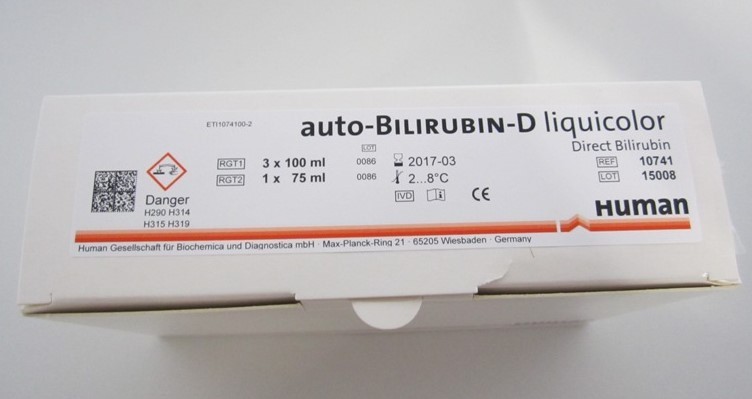 ETI1074100-2
auto-BILIRUBIN-D liquicolor
Direct Bilirubin
LOT
RGT1 3 x 100 ml 0086 2017-03
RGT2 1 x 75 ml 0086 2...8°C
REF 10741
LOT 15008
IVD i CE
Danger
H290 H314
H315 H319
Human
Human Gesellschaft für Biochemica und Diagnostica mbH · Max-Planck-Ring 21 · 65205 Wiesbaden · Germany